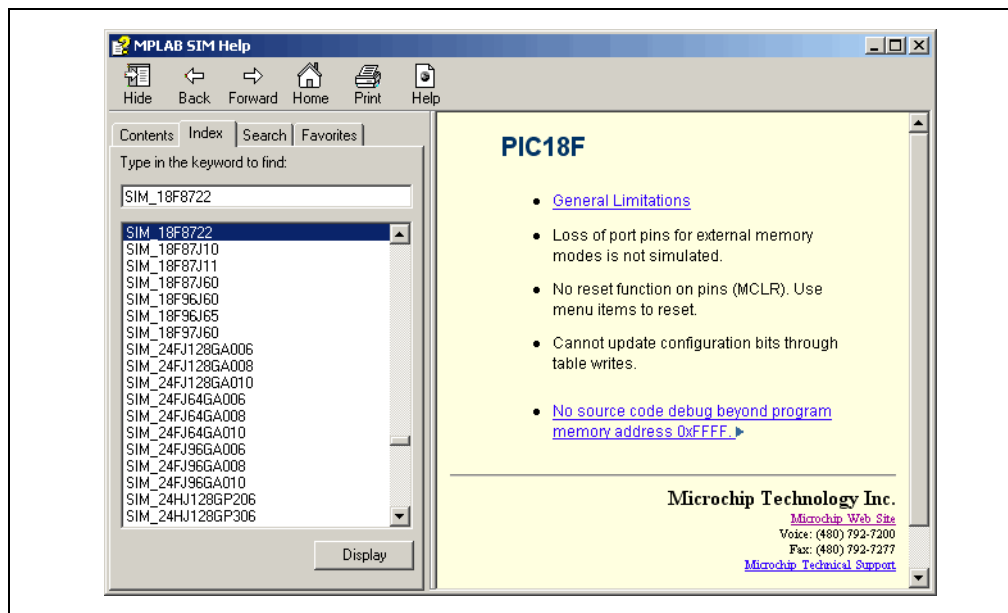 MPLAB SIM Help
Hide Back Forward Home Print Help
Contents Index Search Favorites
Type in the keyword to find:
SIM_18F8722
SIM_18F8722
SIM_18F87J10
SIM_18F87J11
SIM_18F87J60
SIM_18F96J60
SIM_18F96J65
SIM_18F97J60
SIM_24FJ128GA006
SIM_24FJ128GA008
SIM_24FJ128GA010
SIM_24FJ64GA006
SIM_24FJ64GA008
SIM_24FJ64GA010
SIM_24FJ96GA006
SIM_24FJ96GA008
SIM_24FJ96GA010
SIM_24HJ128GP206
SIM_24HJ128GP306
Display
PIC18F
• General Limitations
• Loss of port pins for external memory
modes is not simulated.
• No reset function on pins (MCLR). Use
menu items to reset.
• Cannot update configuration bits through
table writes.
• No source code debug beyond program
memory address 0xFFFF.
Microchip Technology Inc.
Microchip Web Site
Voice: (480) 792-7200
Fax: (480) 792-7277
Microchip Technical Support